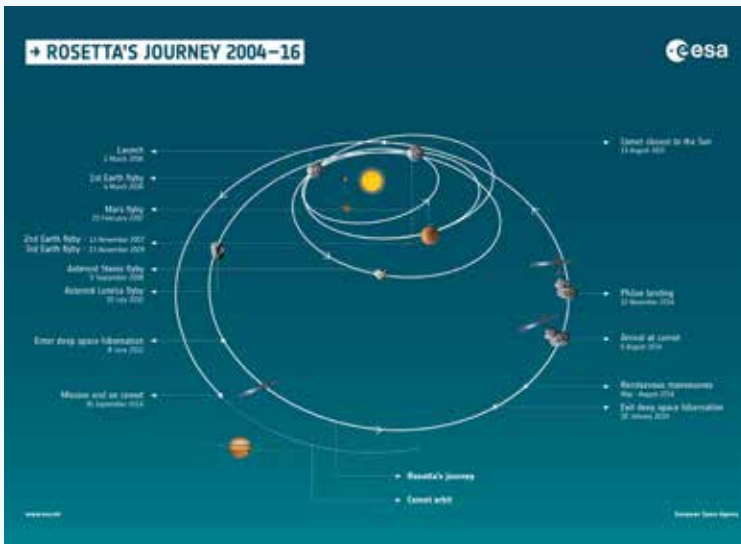 → ROSETTA'S JOURNEY 2004–16
esa
Launch
2 March 2004
1st Earth flyby
4 March 2005
Mars flyby
25 February 2007
2nd Earth flyby - 13 November 2007
3rd Earth flyby - 13 November 2009
Asteroid Steins flyby
5 September 2008
Asteroid Lutetia flyby
10 July 2010
Enter deep space hibernation
8 June 2011
Mission end on comet
30 September 2016
Comet closest to the Sun
13 August 2015
Philae landing
12 November 2014
Arrival at comet
6 August 2014
Rendezvous manoeuvres
May - August 2014
Exit deep space hibernation
20 January 2014
Rosetta's journey
Comet orbit
www.esa.int
European Space Agency